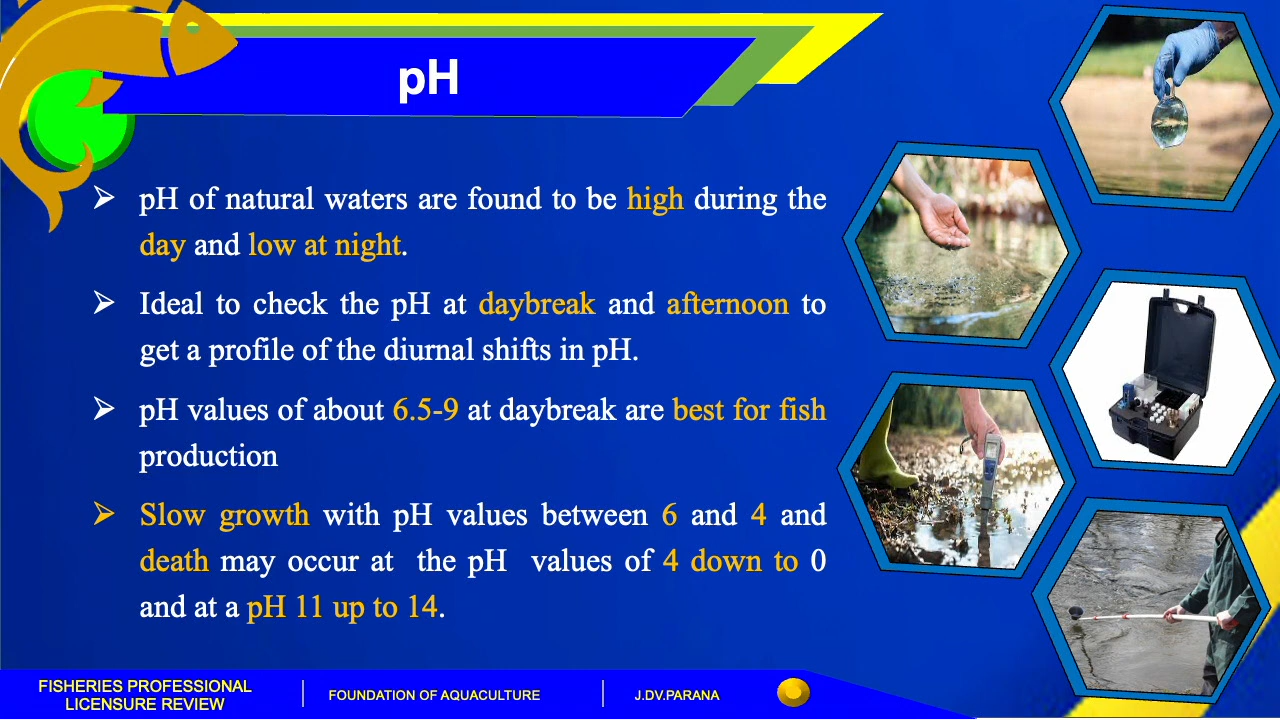 pH
pH of natural waters are found to be high during the
day and low at night.
Ideal to check the pH at daybreak and afternoon to
get a profile of the diurnal shifts in pH.
pH values of about 6.5-9 at daybreak are best for fish
production
Slow growth with pH values between 6 and 4 and
death may occur at the pH values of 4 down to 0
and at a pH 11 up to 14.
FISHERIES PROFESSIONAL
LICENSURE REVIEW
FOUNDATION OF AQUACULTURE
J.DV.PARANA